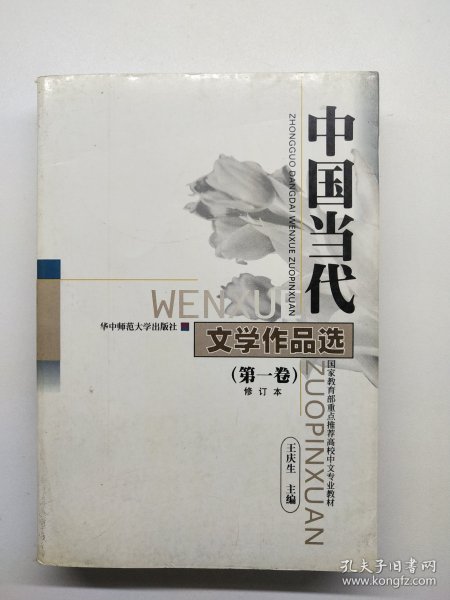 中国当代
ZHONGGUO DANGDAI WENXUE ZUOPINXUAN
WENXUE
华中师范大学出版社
文学作品选
(第一卷)
修订本
ZUOPINXUAN
国家教育部重点推荐高校中文专业教材
王庆生 主编
孔夫子旧书网
www.kongfz.com